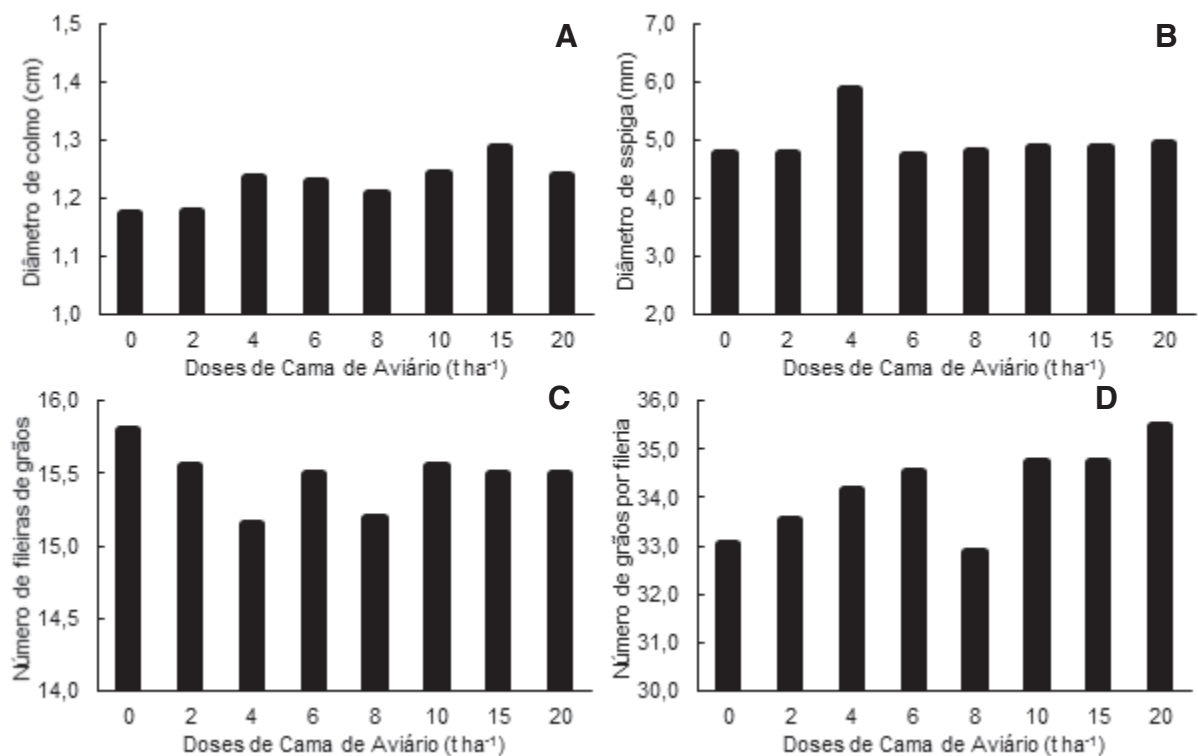 A
Diâmetro de colmo (cm)
1,5
1,4
1,3
1,2
1,1
1,0
0 2 4 6 8 10 15 20
Doses de Cama de Aviário (t ha⁻¹)
B
Diâmetro de sspiga (mm)
7,0
6,0
5,0
4,0
3,0
2,0
0 2 4 6 8 10 15 20
Doses de Cama de Aviário (t ha⁻¹)
C
Número de fileiras de grãos
16,0
15,5
15,0
14,5
14,0
0 2 4 6 8 10 15 20
Doses de Cama de Aviário (t ha⁻¹)
D
Número de grãos por fileria
36,0
35,0
34,0
33,0
32,0
31,0
30,0
0 2 4 6 8 10 15 20
Doses de Cama de Aviário (t ha⁻¹)